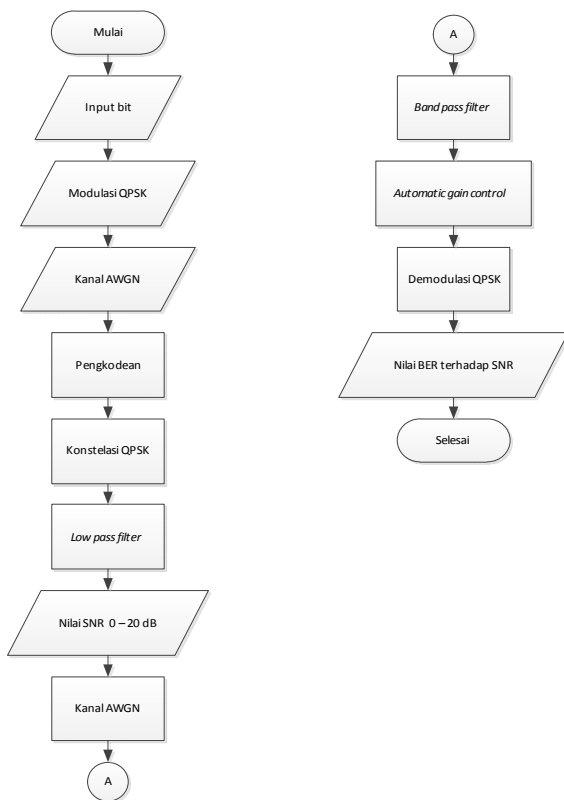 Mulai
Input bit
Modulasi QPSK
Kanal AWGN
Pengkodean
Konstelasi QPSK
Low pass filter
Nilai SNR 0 – 20 dB
Kanal AWGN
A
A
Band pass filter
Automatic gain control
Demodulasi QPSK
Nilai BER terhadap SNR
Selesai